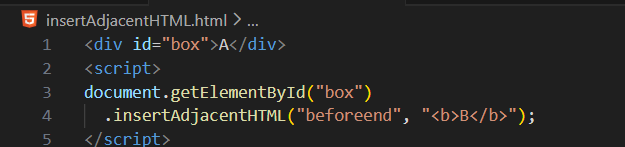 insertAdjacentHTML.html > ...
1 <div id="box">A</div>
2 <script>
3 document.getElementById("box")
4   .insertAdjacentHTML("beforeend", "<b>B</b>");
5 </script>